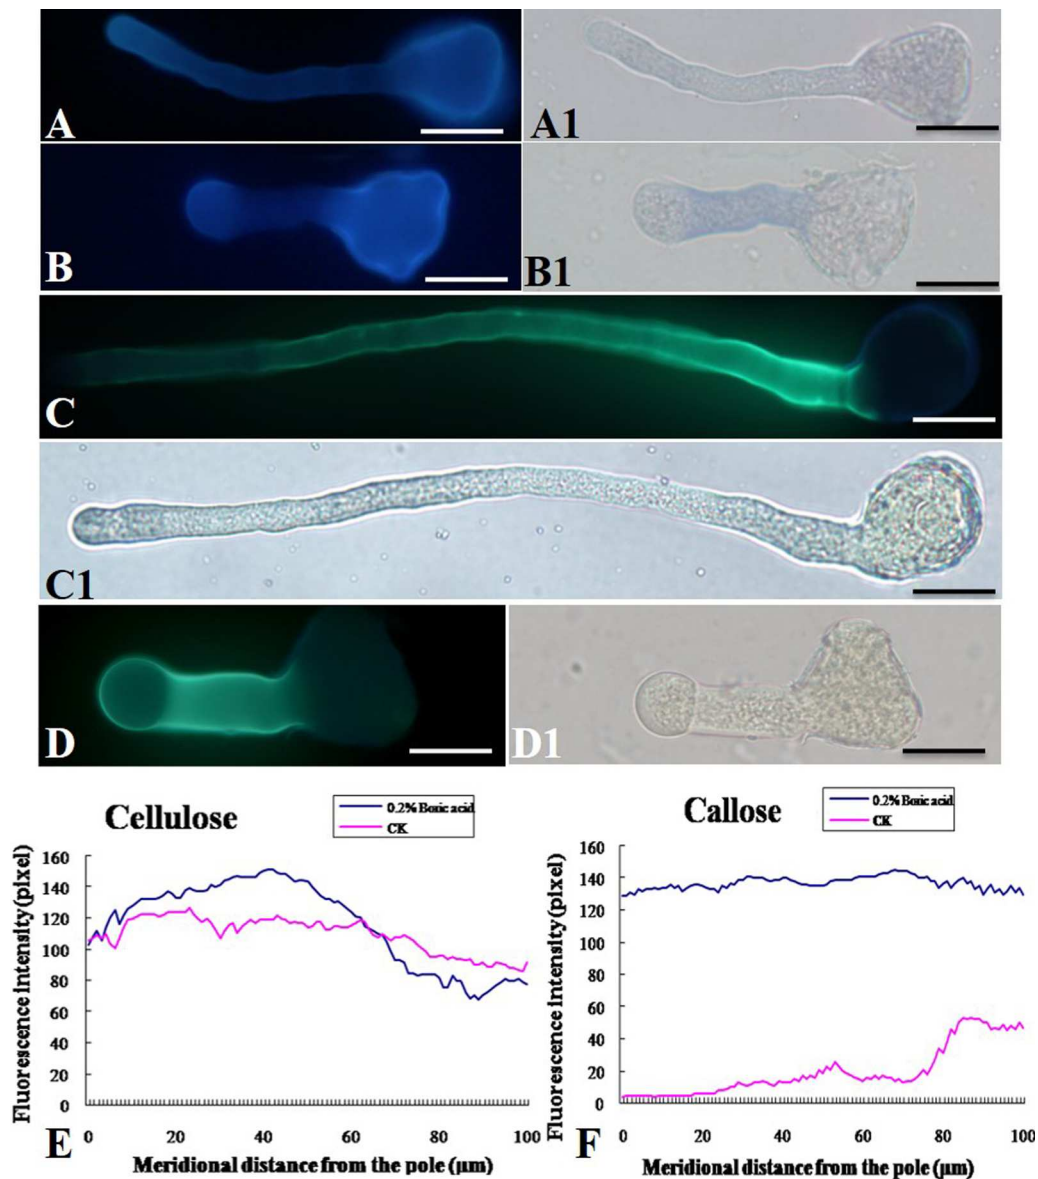 A
A1
B
B1
C
C1
D
D1
Cellulose
0.2% Boric acid
CK
Fluorescence intensity (pixel)
160
140
120
100
80
60
40
20
0
0
20
40
60
80
100
Meridional distance from the pole (μm)
E
Callose
0.2% Boric acid
CK
Fluorescence intensity (pixel)
160
140
120
100
80
60
40
20
0
0
20
40
60
80
100
Meridional distance from the pole (μm)
F